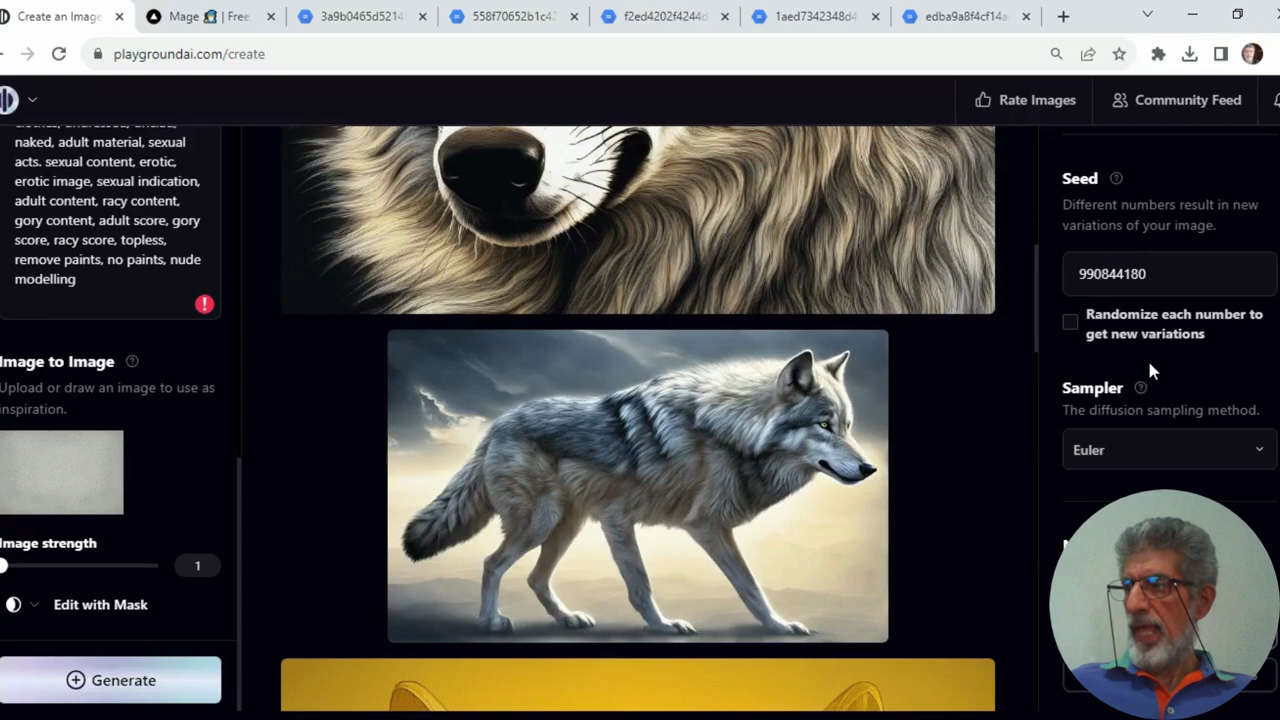 Create an Image
Mage | Free
3a9b0465d5214
558f70652b1c42
f2ed4202f4244d
1aed7342348d4
edba9a8f4cf14a
playgroundai.com/create
Rate Images
Community Feed
naked, adult material, sexual
acts. sexual content, erotic,
erotic image, sexual indication,
adult content, racy content,
gory content, adult score, gory
score, racy score, topless,
remove paints, no paints, nude
modelling
Image to Image
Upload or draw an image to use as
inspiration.
Image strength
1
Edit with Mask
Generate
Seed
Different numbers result in new
variations of your image.
990844180
Randomize each number to
get new variations
Sampler
The diffusion sampling method.
Euler